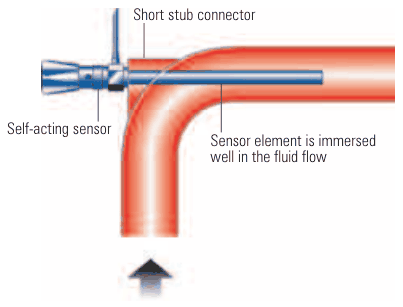 Short stub connector
Self-acting sensor
Sensor element is immersed
well in the fluid flow